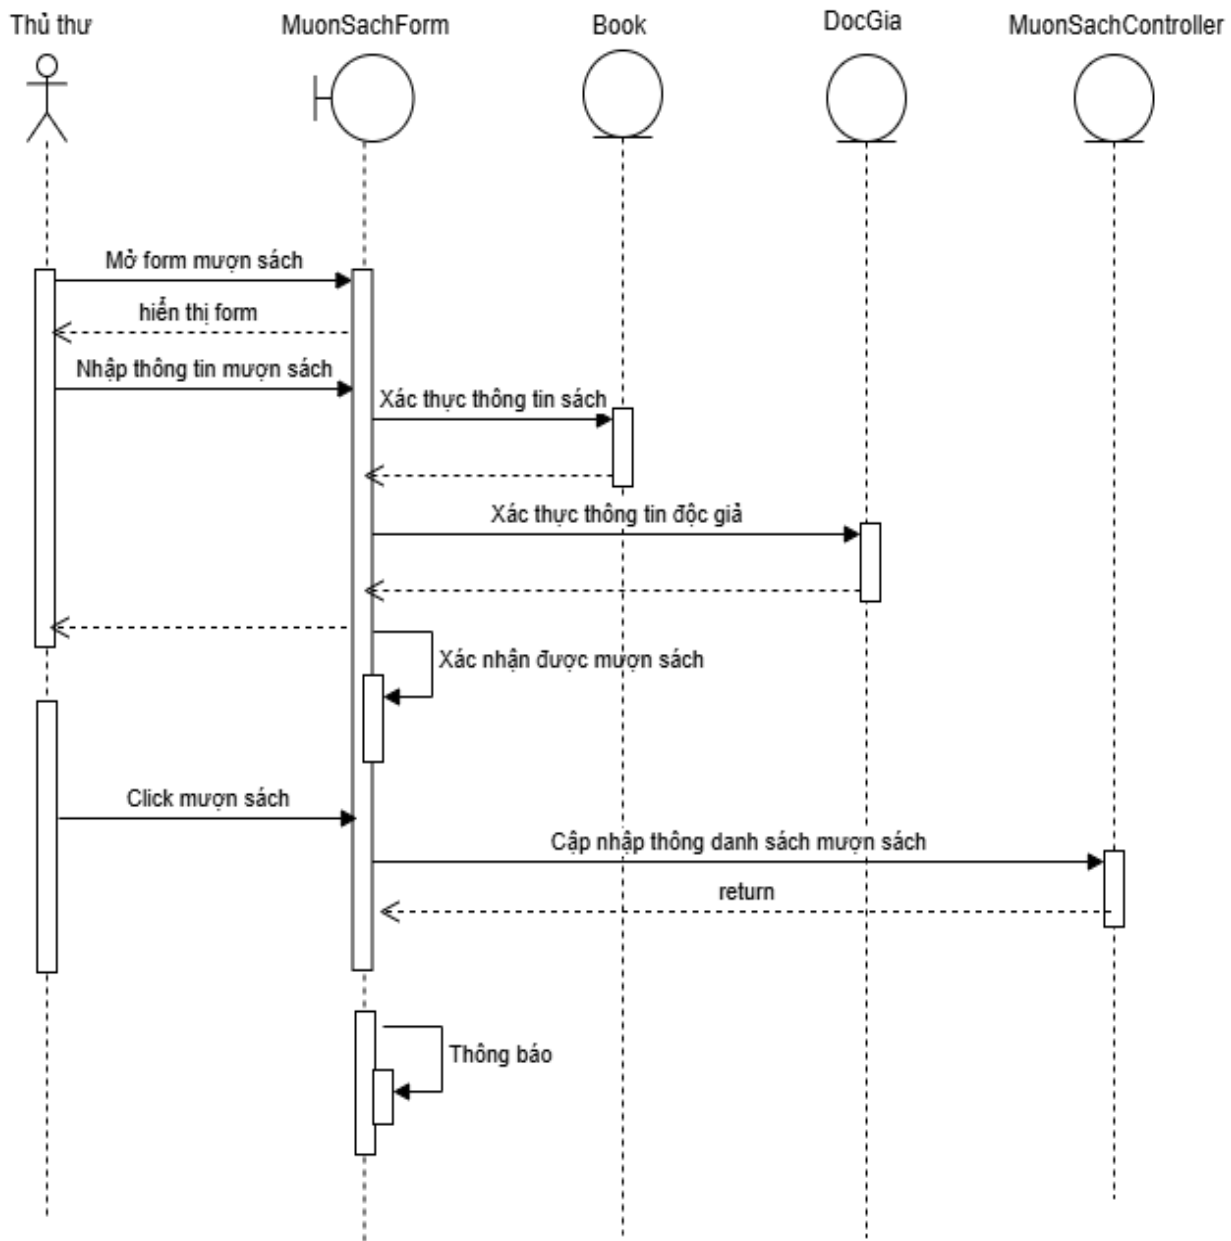 Thủ thư
MuonSachForm
Book
DocGia
MuonSachController
Mở form mượn sách
hiển thị form
Nhập thông tin mượn sách
Xác thực thông tin sách
Xác thực thông tin độc giả
Xác nhận được mượn sách
Click mượn sách
Cập nhập thông danh sách mượn sách
return
Thông báo